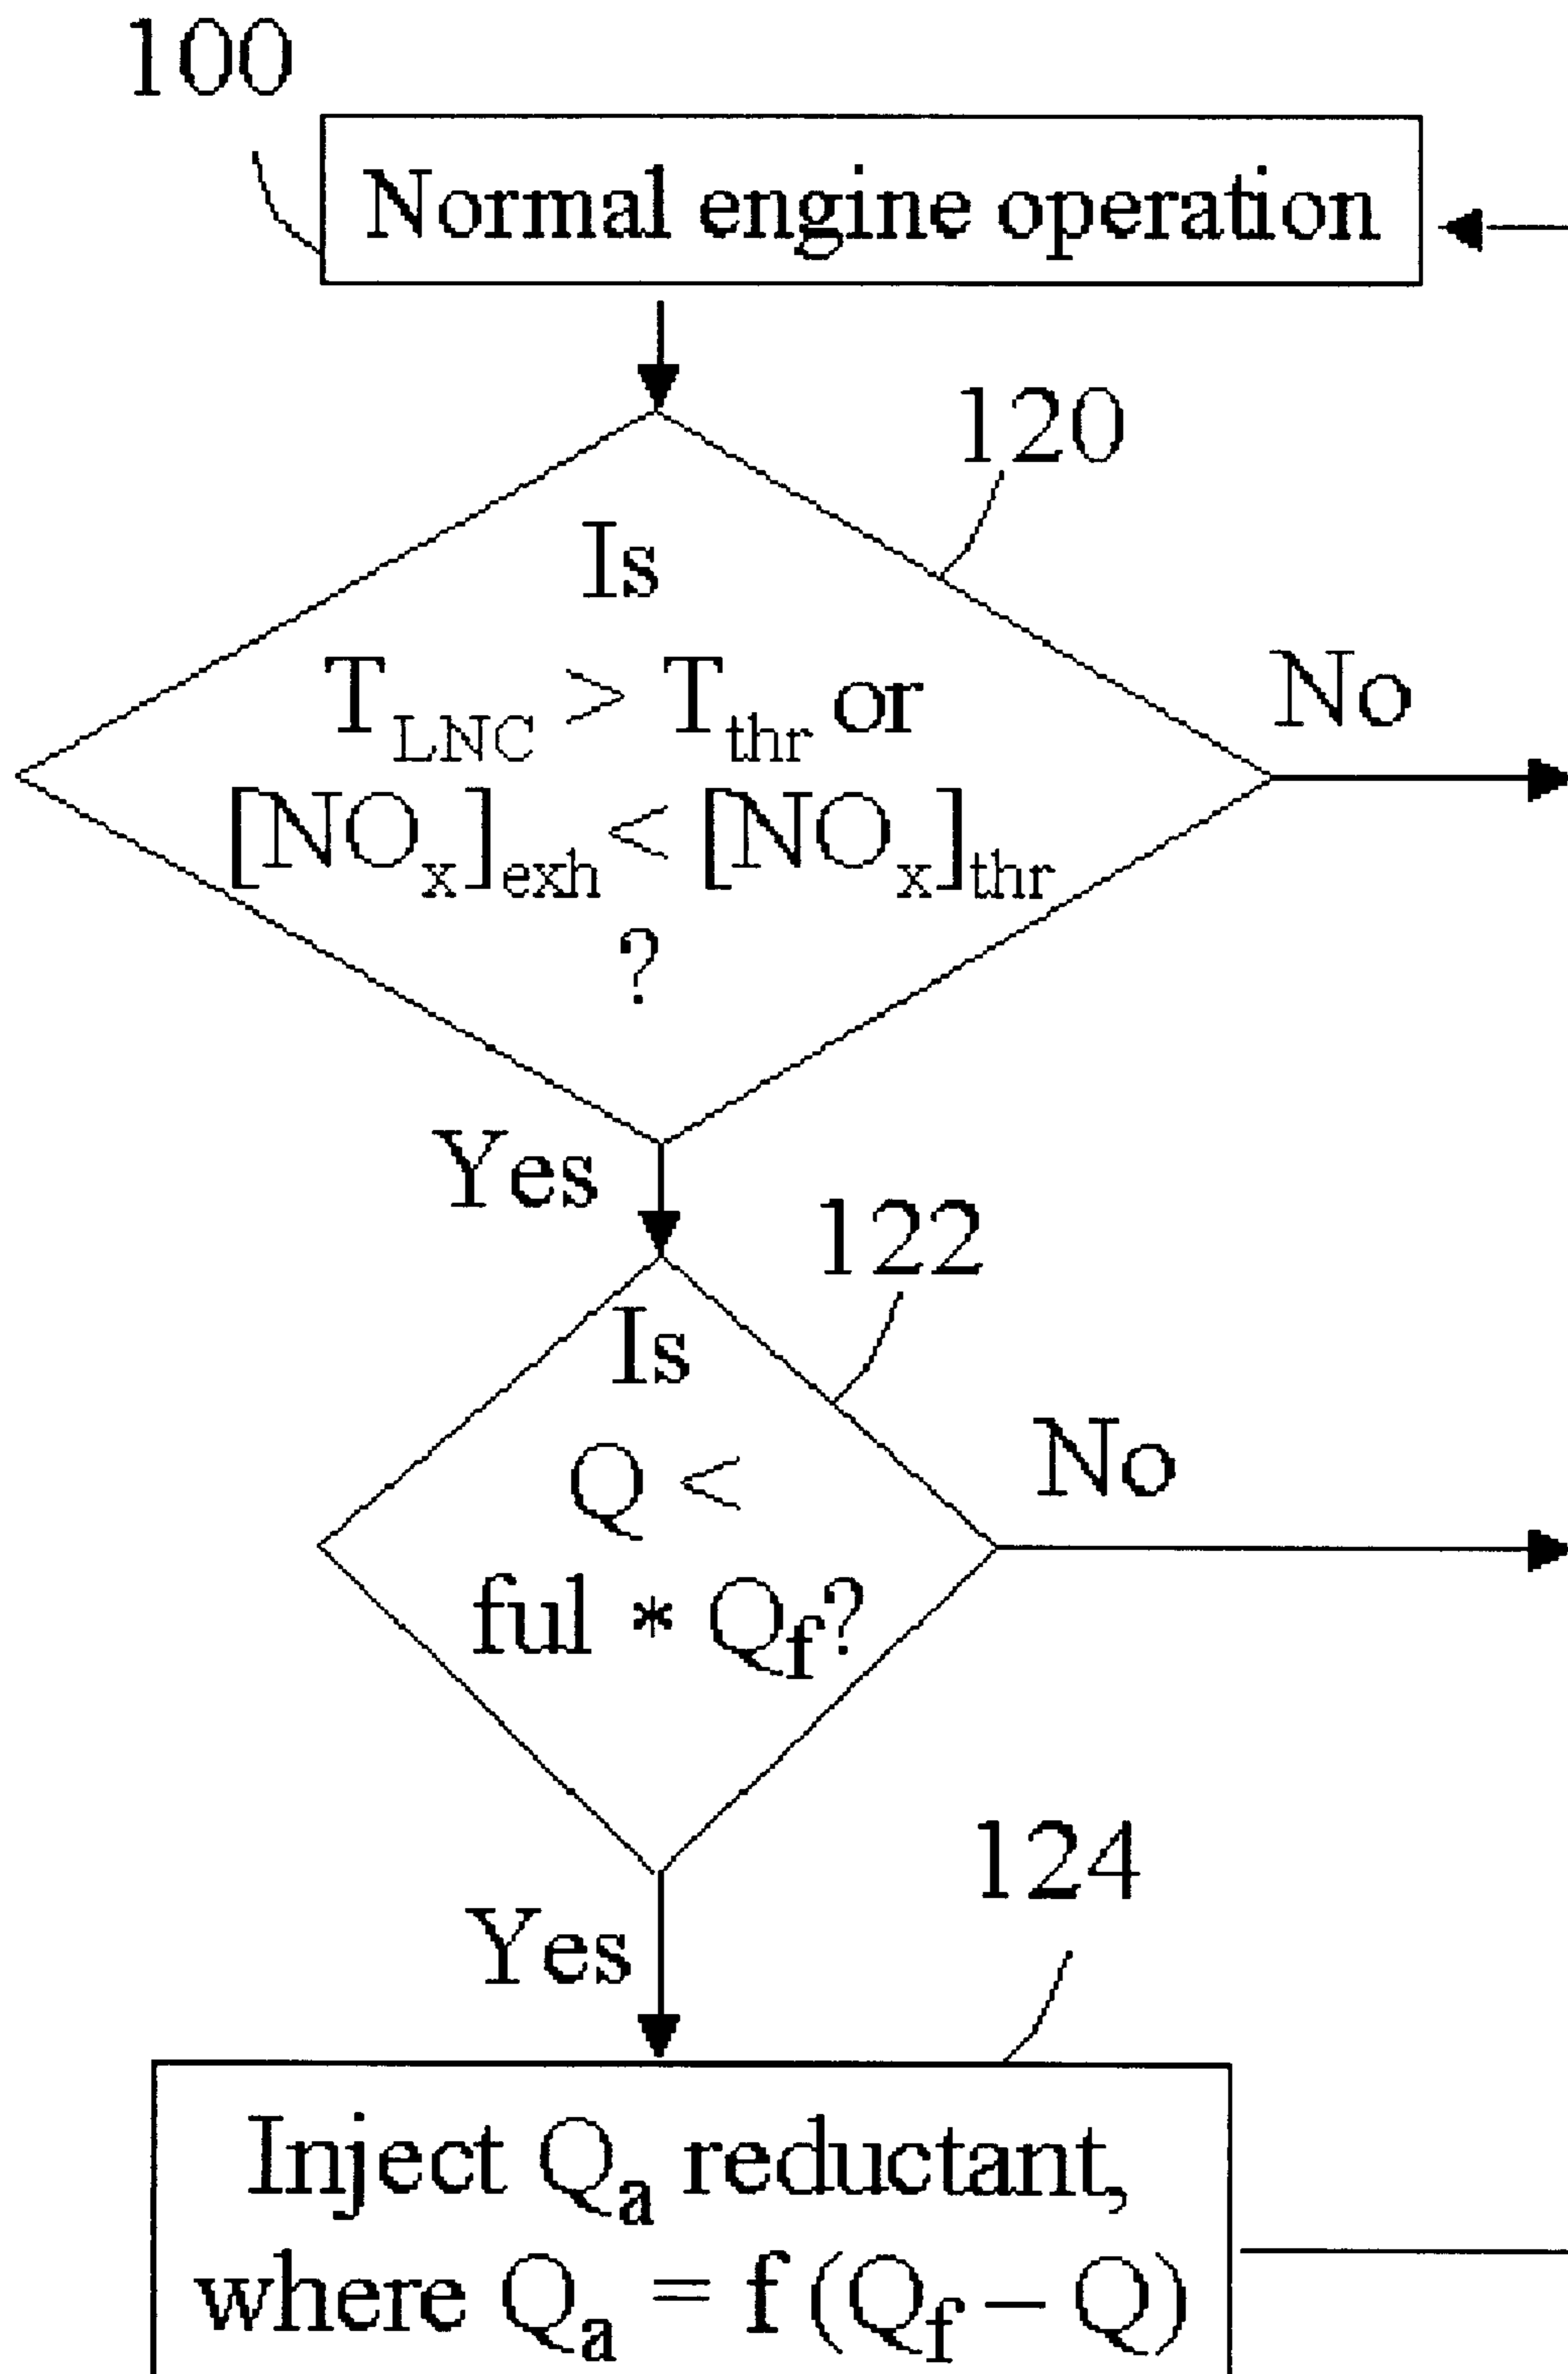 100
Normal engine operation
120
Is
T_LNC > T_thr or
[NO_x]_exh < [NO_x]_thr
?
No
Yes
122
Is
Q <
ful * Q_f?
No
Yes
124
Inject Q_a reductant,
where Q_a = f (Q_f − Q)